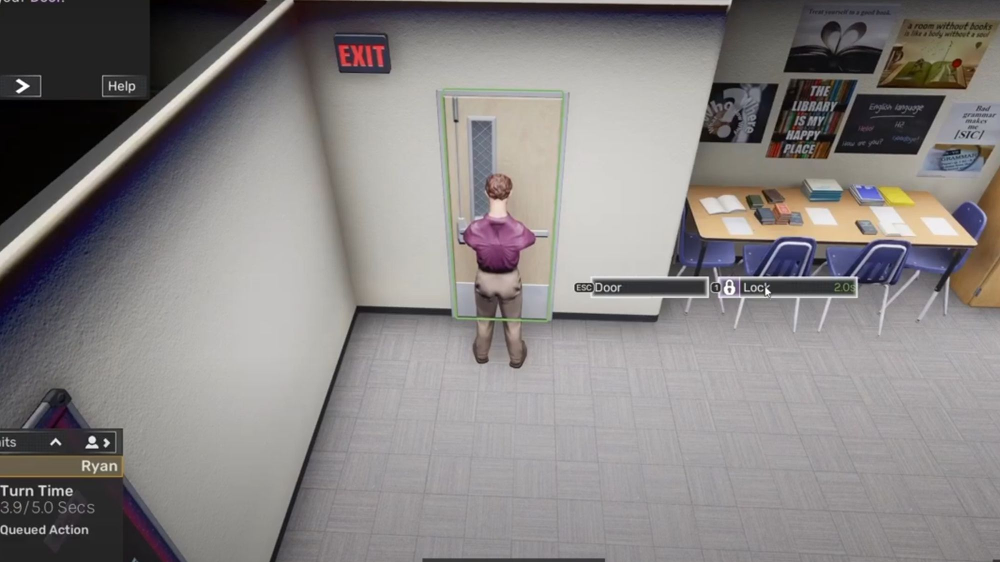 Door.
Help
EXIT
Treat yourself to a good book.
a room without books
is like a body without a soul
Who
Where
THE
LIBRARY
IS MY
HAPPY
PLACE
English language
Hello!
Hi?
How are you?
Goodbye!
Bad
grammar
makes
me
[SIC]
GRAMMAR
ESC Door
1 Lock 2.0s
Ryan
Turn Time
3.9/5.0 Secs
Queued Action